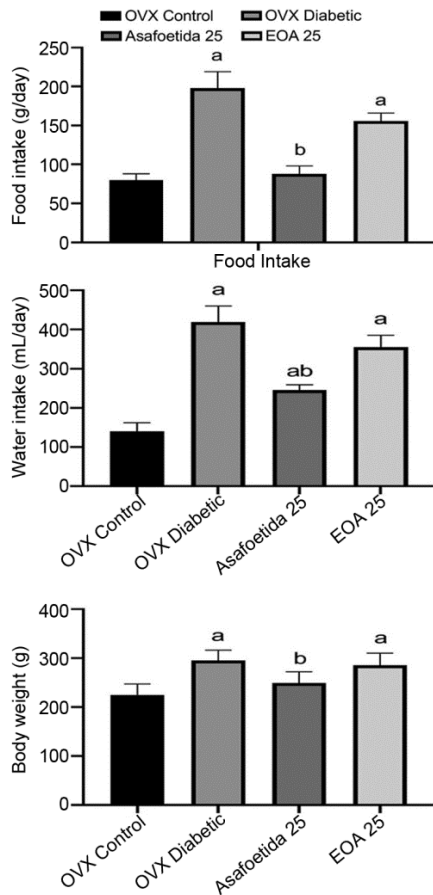 OVX Control OVX Diabetic
Asafoetida 25 EOA 25
Food intake (g/day)
250
200
150
100
50
0
a
b
a
Food Intake
Water intake (mL/day)
500
400
300
200
100
0
a
ab
a
OVX Control
OVX Diabetic
Asafoetida 25
EOA 25
Body weight (g)
400
300
200
100
0
a
b
a
OVX Control
OVX Diabetic
Asafoetida 25
EOA 25